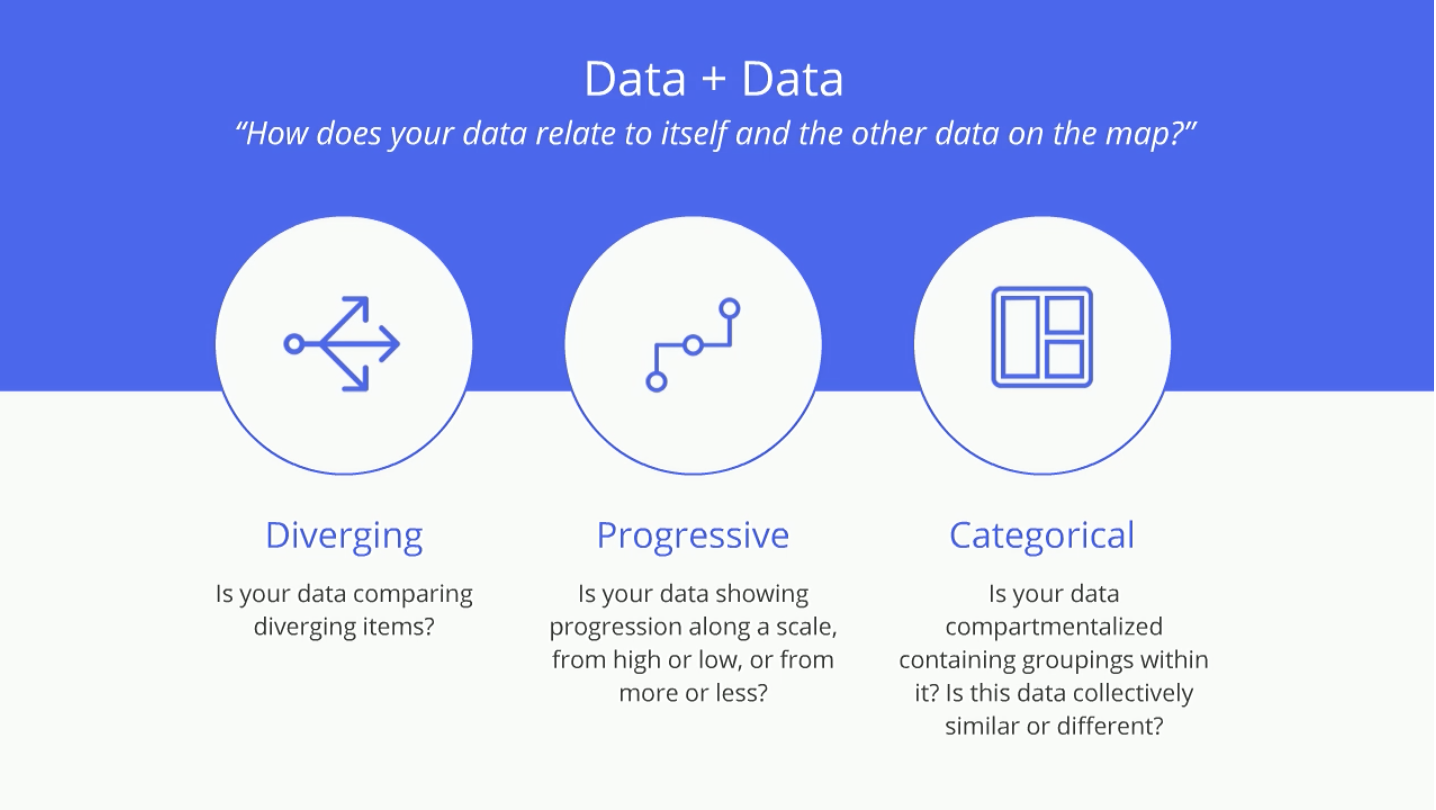 Data + Data
“How does your data relate to itself and the other data on the map?”
Diverging
Is your data comparing
diverging items?
Progressive
Is your data showing
progression along a scale,
from high or low, or from
more or less?
Categorical
Is your data
compartmentalized
containing groupings within
it? Is this data collectively
similar or different?